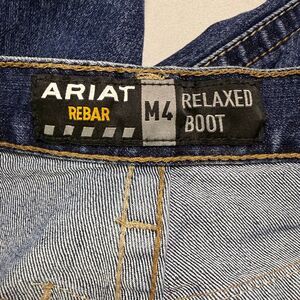 ARIAT
REBAR
M4
RELAXED
BOOT